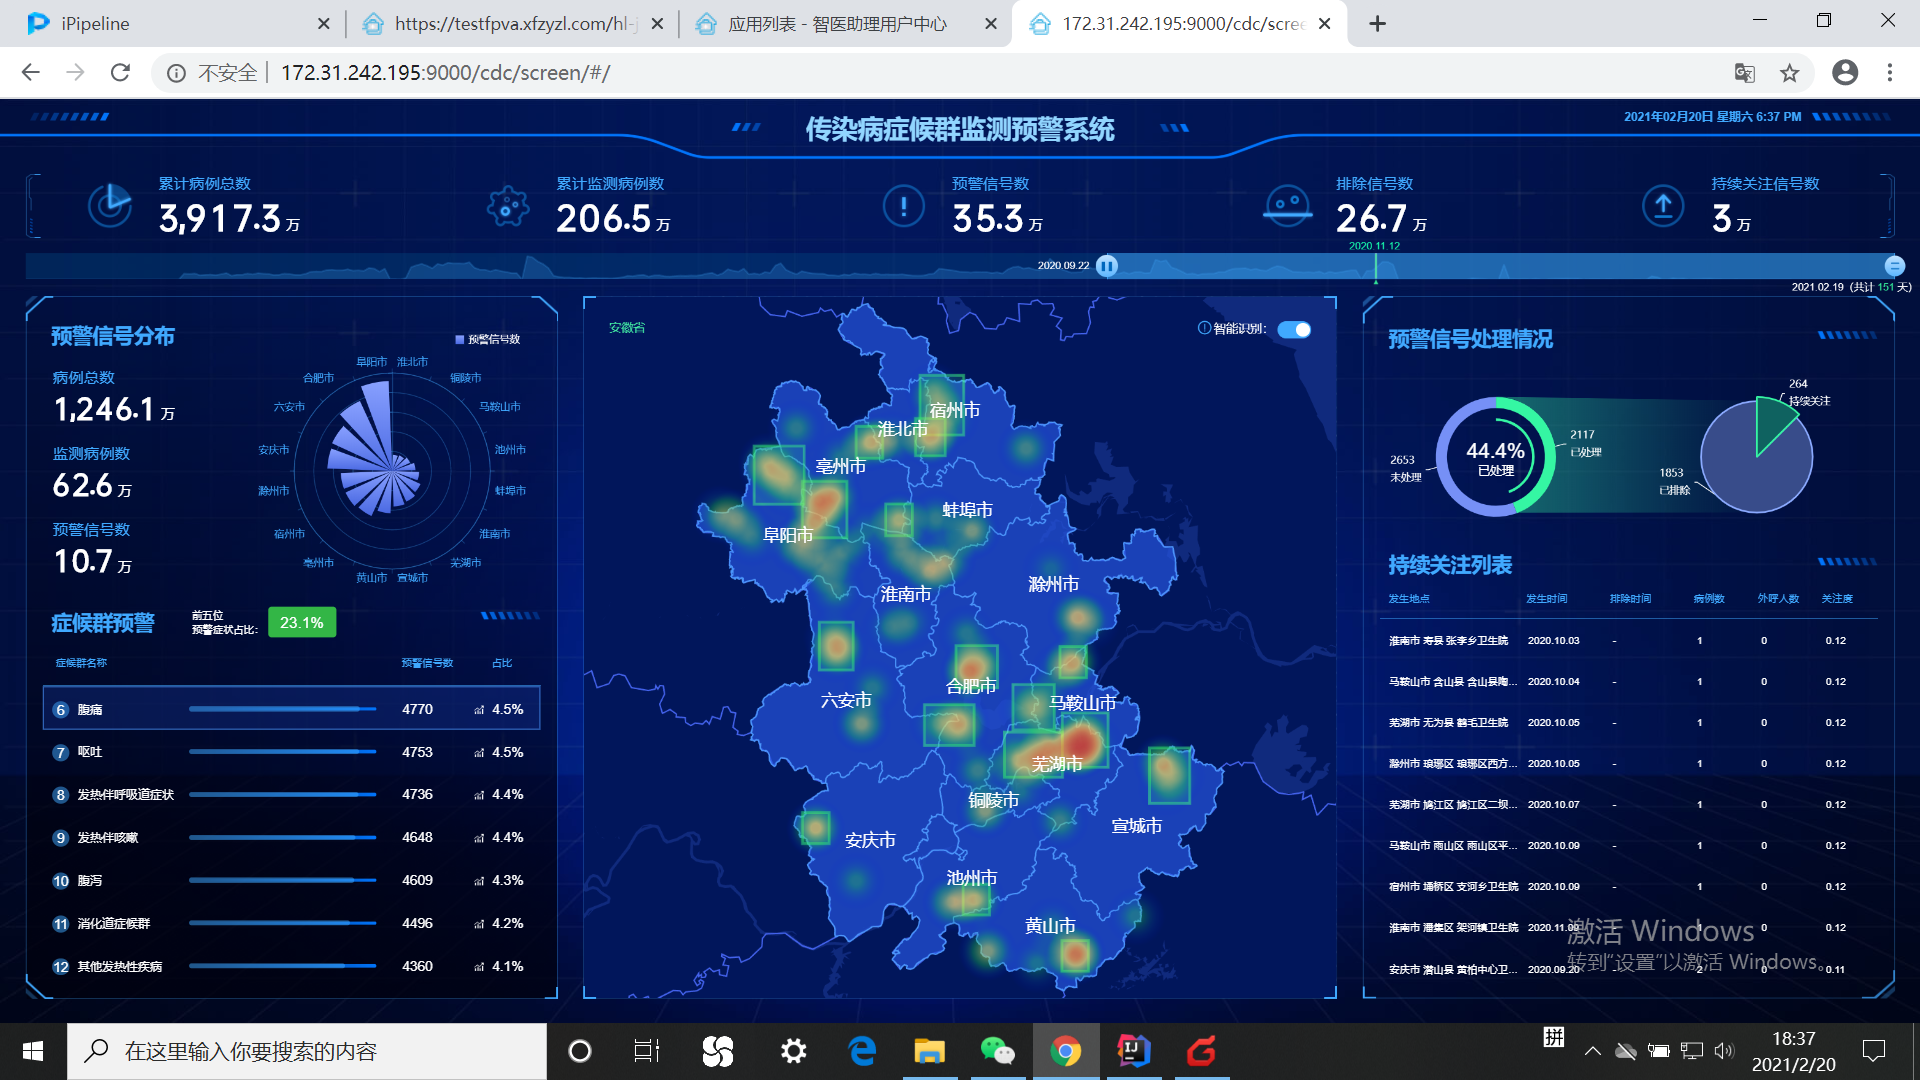 iPipeline
https://testfpva.xfzyzl.com/hl-j
应用列表 - 智医助理用户中心
172.31.242.195:9000/cdc/scree
不安全
172.31.242.195:9000/cdc/screen/#/
传染病症候群监测预警系统
2021年02月20日 星期六 6:37 PM
累计病例总数
3,917.3 万
累计监测病例数
206.5 万
预警信号数
35.3 万
排除信号数
26.7 万
持续关注信号数
3 万
2020.11.12
2020.09.22
2021.02.19 (共计 151 天)
预警信号分布
预警信号数
病例总数
1,246.1 万
监测病例数
62.6 万
预警信号数
10.7 万
阜阳市 淮北市
合肥市 铜陵市
六安市 马鞍山市
安庆市 池州市
滁州市 蚌埠市
宿州市 淮南市
亳州市 芜湖市
黄山市 宣城市
症候群预警
前五位
预警症状占比:
23.1%
症候群名称 预警信号数 占比
6 腹痛 4770 4.5%
7 呕吐 4753 4.5%
8 发热伴呼吸道症状 4736 4.4%
9 发热伴咳嗽 4648 4.4%
10 腹泻 4609 4.3%
11 消化道症候群 4496 4.2%
12 其他发热性疾病 4360 4.1%
安徽省
智能识别:
宿州市
淮北市
亳州市
蚌埠市
阜阳市
滁州市
淮南市
合肥市
六安市
马鞍山市
芜湖市
铜陵市
宣城市
安庆市
池州市
黄山市
预警信号处理情况
264
持续关注
2117
已处理
44.4%
已处理
2653
未处理
1853
已排除
持续关注列表
发生地点 发生时间 排除时间 病例数 外呼人数 关注度
淮南市 寿县 张李乡卫生院 2020.10.03 - 1 0 0.12
马鞍山市 含山县 含山县陶... 2020.10.04 - 1 0 0.12
芜湖市 无为县 鹤毛卫生院 2020.10.05 - 1 0 0.12
滁州市 琅琊区 琅琊区西方... 2020.10.05 - 1 0 0.12
芜湖市 鸠江区 鸠江区二坝... 2020.10.07 - 1 0 0.12
马鞍山市 雨山区 雨山区平... 2020.10.09 - 1 0 0.12
宿州市 埇桥区 支河乡卫生院 2020.10.09 - 1 0 0.12
淮南市 潘集区 架河镇卫生院 2020.11.09 - 1 0 0.12
安庆市 潜山县 黄柏中心卫... 2020.09.20 - 2 0 0.11
激活 Windows
转到“设置”以激活 Windows。
在这里输入你要搜索的内容
拼
18:37
2021/2/20